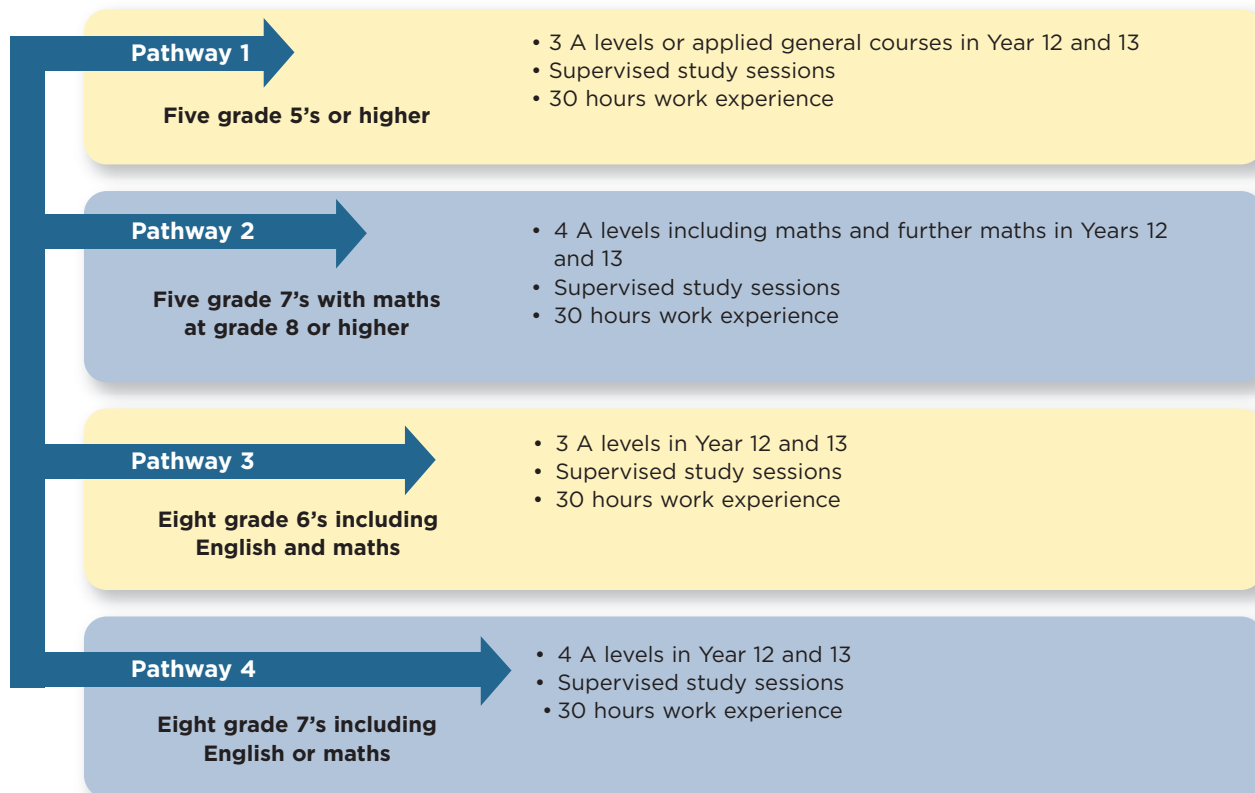 Pathway 1
Five grade 5’s or higher
• 3 A levels or applied general courses in Year 12 and 13
• Supervised study sessions
• 30 hours work experience
Pathway 2
Five grade 7’s with maths
at grade 8 or higher
• 4 A levels including maths and further maths in Years 12
and 13
• Supervised study sessions
• 30 hours work experience
Pathway 3
Eight grade 6’s including
English and maths
• 3 A levels in Year 12 and 13
• Supervised study sessions
• 30 hours work experience
Pathway 4
Eight grade 7’s including
English or maths
• 4 A levels in Year 12 and 13
• Supervised study sessions
• 30 hours work experience